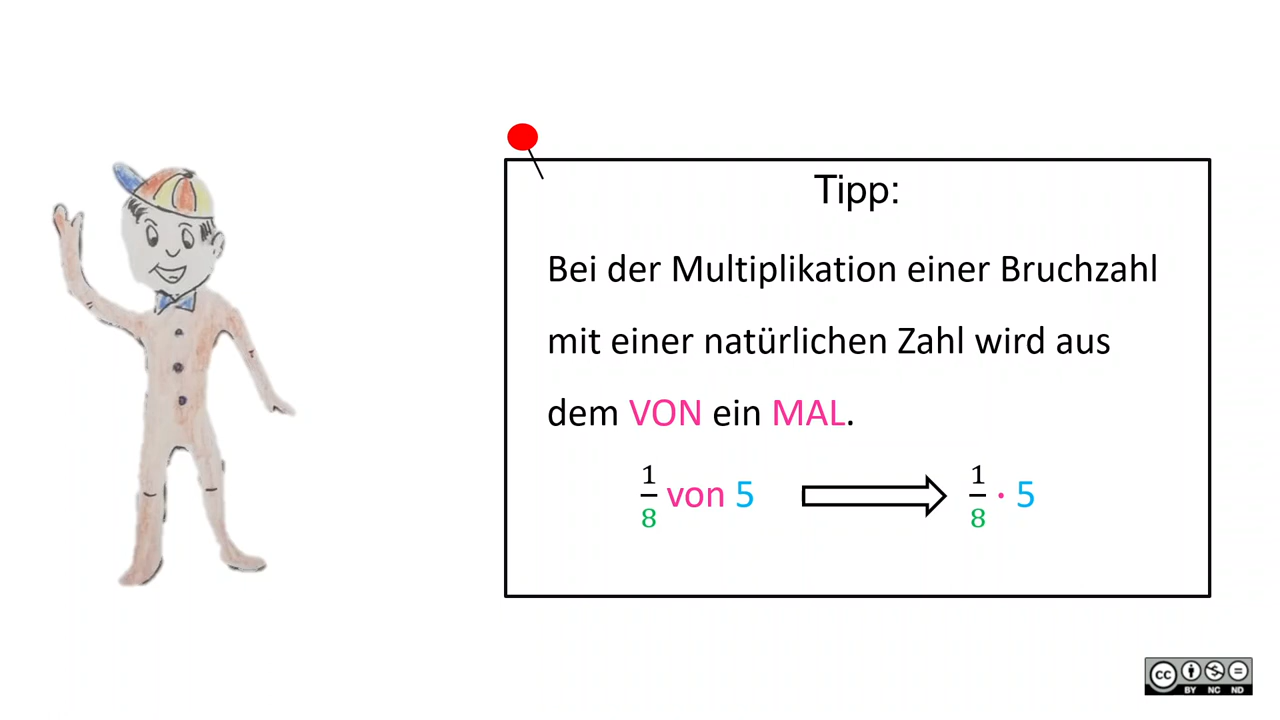 Tipp:
Bei der Multiplikation einer Bruchzahl
mit einer natürlichen Zahl wird aus
dem VON ein MAL.
1/8 von 5 ⇨ 1/8 · 5
cc BY NC ND